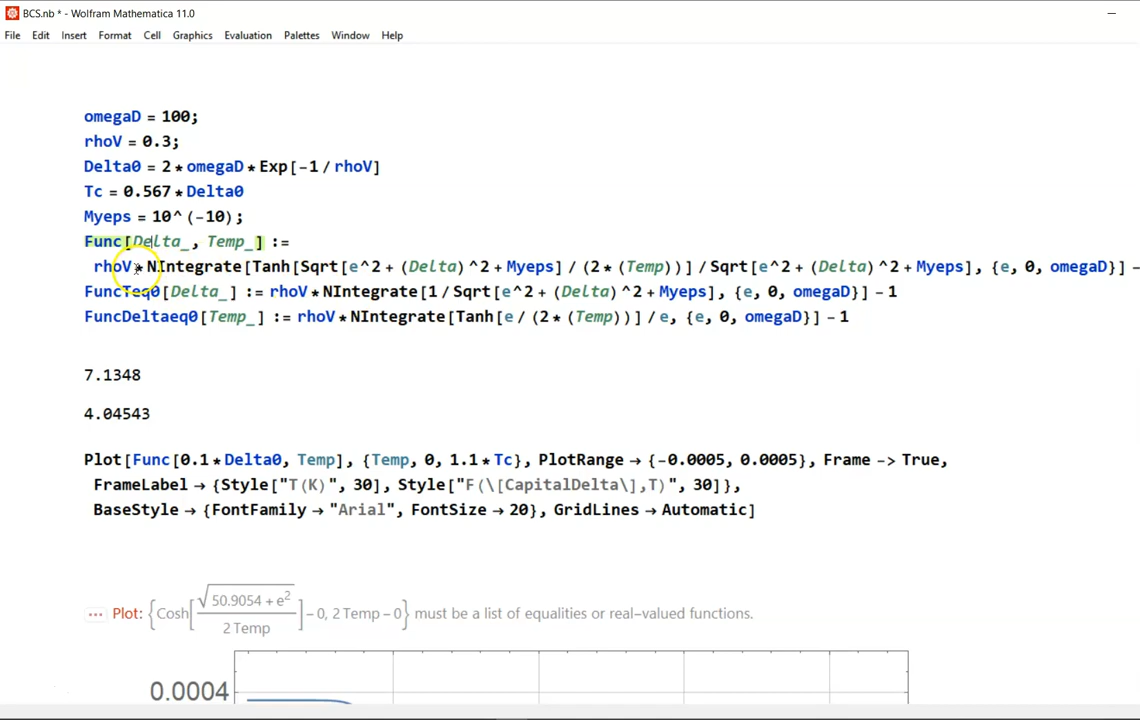 BCS.nb * - Wolfram Mathematica 11.0
File Edit Insert Format Cell Graphics Evaluation Palettes Window Help
omegaD = 100;
rhoV = 0.3;
Delta0 = 2*omegaD*Exp[-1/rhoV]
Tc = 0.567*Delta0
Myeps = 10^(-10);
Func[Delta_, Temp_] :=
rhoV*NIntegrate[Tanh[Sqrt[e^2 + (Delta)^2 + Myeps] / (2*(Temp))] / Sqrt[e^2 + (Delta)^2 + Myeps], {e, 0, omegaD}] -
FuncTeq0[Delta_] := rhoV*NIntegrate[1/Sqrt[e^2 + (Delta)^2 + Myeps], {e, 0, omegaD}] - 1
FuncDeltaeq0[Temp_] := rhoV*NIntegrate[Tanh[e/(2*(Temp))]/e, {e, 0, omegaD}] - 1
7.1348
4.04543
Plot[Func[0.1*Delta0, Temp], {Temp, 0, 1.1*Tc}, PlotRange → {-0.0005, 0.0005}, Frame -> True,
FrameLabel → {Style["T(K)", 30], Style["F(\[CapitalDelta\],T)", 30]},
BaseStyle → {FontFamily → "Arial", FontSize → 20}, GridLines → Automatic]
··· Plot: {Cosh[√(50.9054 + e²) / 2 Temp] - 0, 2 Temp - 0} must be a list of equalities or real-valued functions.
0.0004